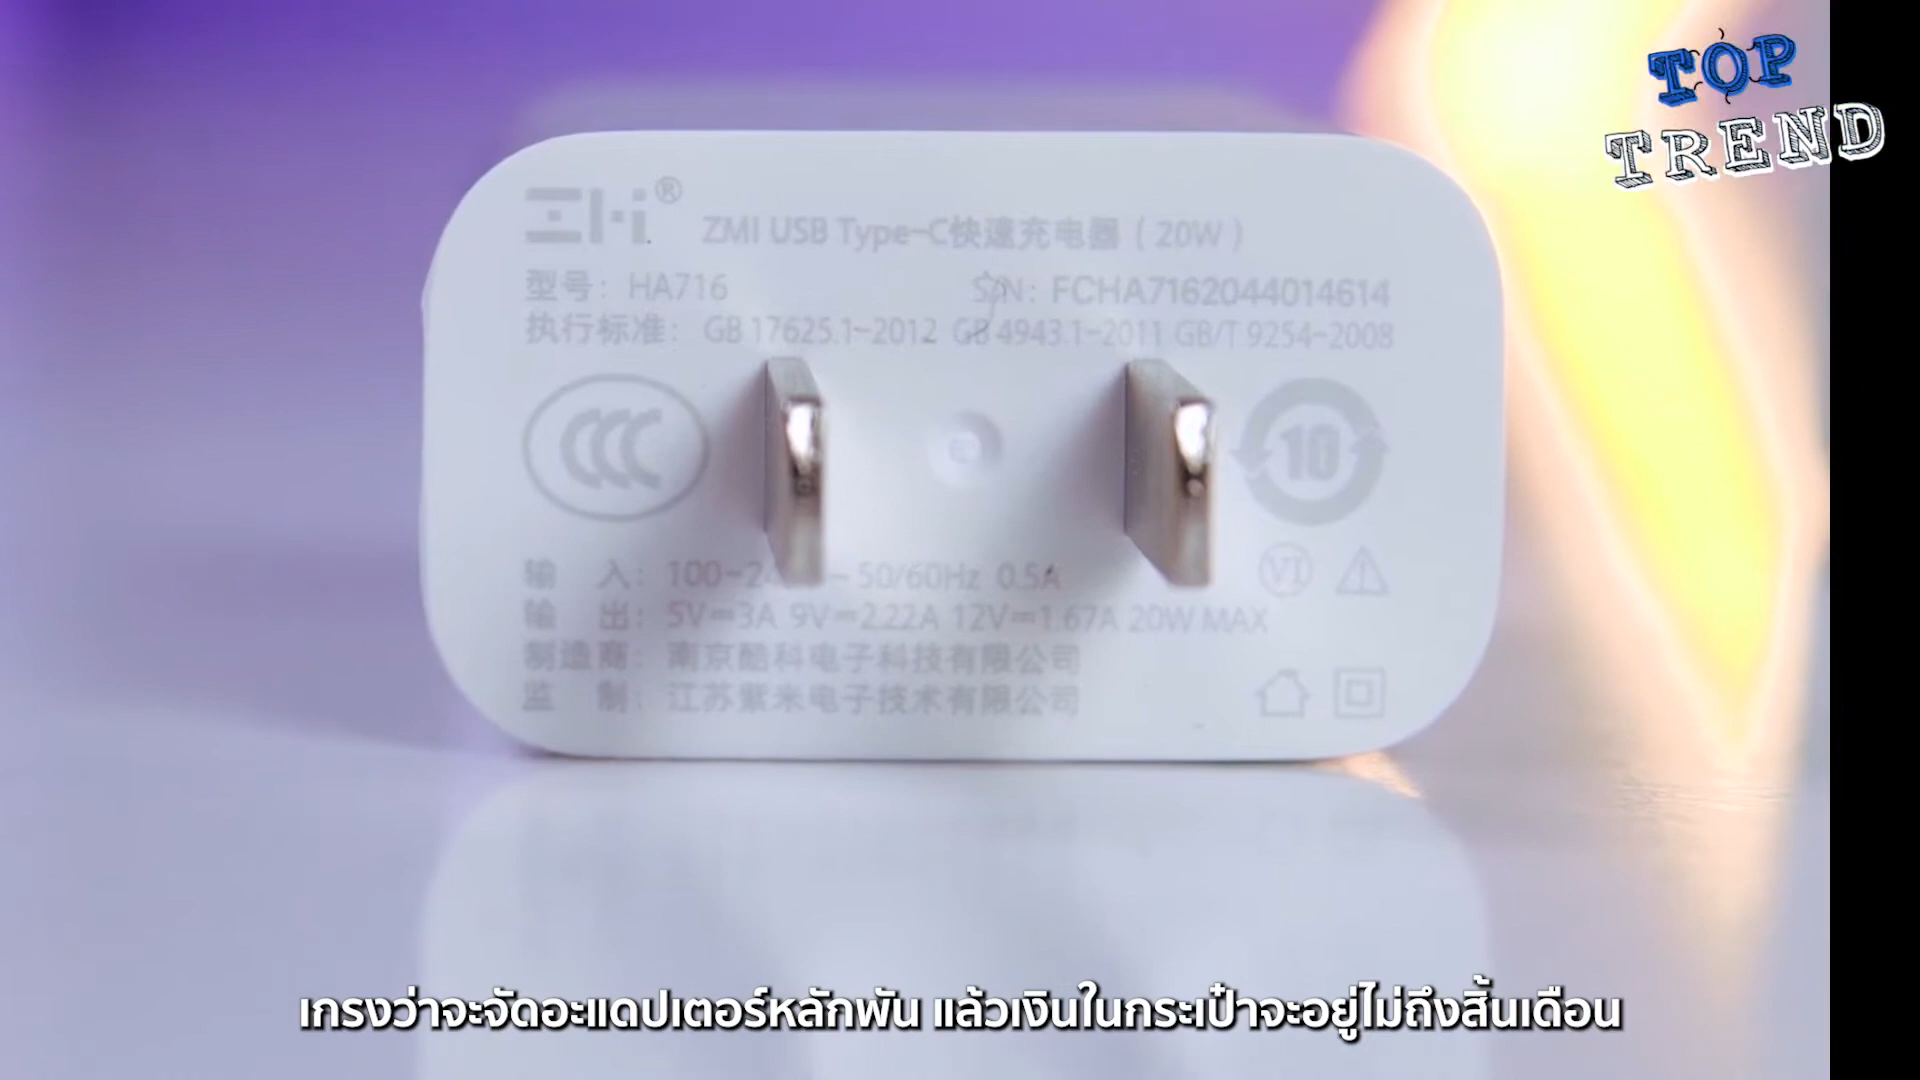 TOP
TREND
ZMI®
ZMI USB Type-C快速充电器（20W）
型号：HA716 S/N：FCHA7162044014614
执行标准：GB 17625.1-2012 GB 4943.1-2011 GB/T 9254-2008
CCC
10
输 入：100-24 50/60Hz 0.5A
VI
输 出：5V⎓3A 9V⎓2.22A 12V⎓1.67A 20W MAX
制造商：南京酷科电子科技有限公司
监 制：江苏紫米电子技术有限公司
เกรงว่าจะจัดอะแดปเตอร์หลักพัน แล้วเงินในกระเป๋าจะอยู่ไม่ถึงสิ้นเดือน